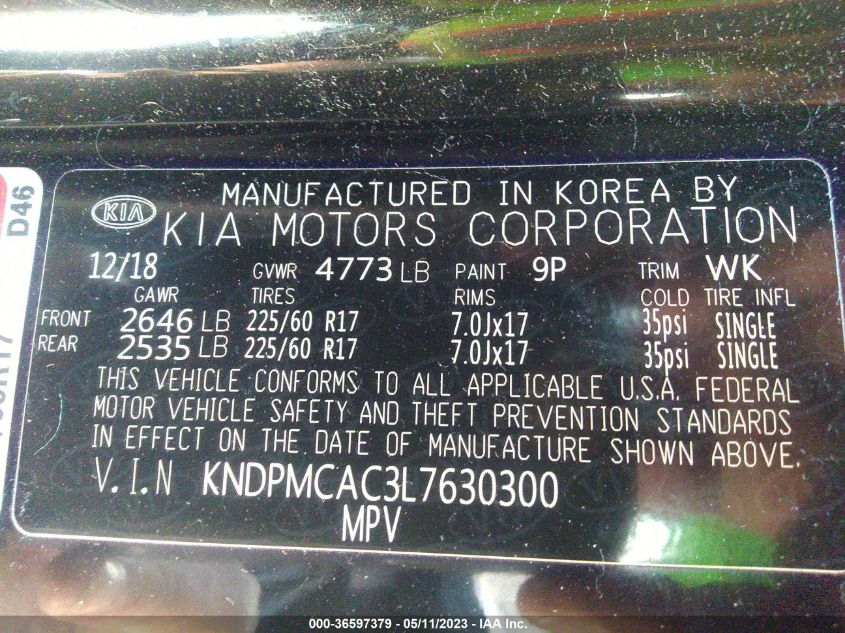 MANUFACTURED IN KOREA BY
KIA KIA MOTORS CORPORATION
12/18 GVWR 4773 LB PAINT 9P TRIM WK
GAWR TIRES RIMS COLD TIRE INFL
FRONT 2646 LB 225/60 R17 7.0Jx17 35psi SINGLE
REAR 2535 LB 225/60 R17 7.0Jx17 35psi SINGLE
THIS VEHICLE CONFORMS TO ALL APPLICABLE U.S.A. FEDERAL
MOTOR VEHICLE SAFETY AND THEFT PREVENTION STANDARDS
IN EFFECT ON THE DATE OF MANUFACTURE SHOWN ABOVE.
V.I.N KNDPMCAC3L7630300
MPV
D46
000-36597379 - 05/11/2023 - IAA Inc.